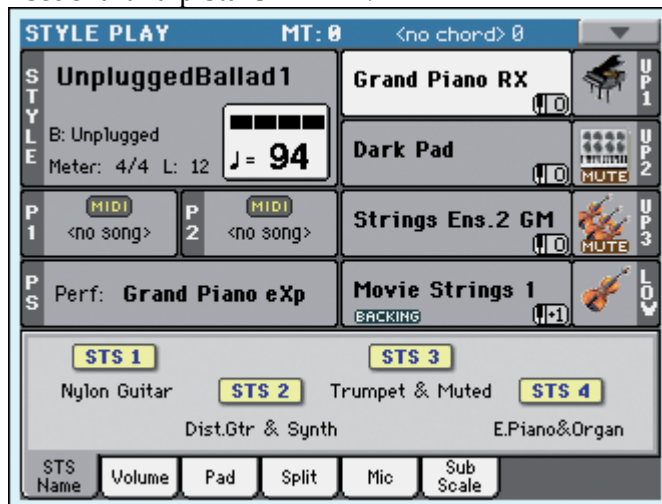 STYLE PLAY MT: 0 <no chord> 0
STYLE
UnpluggedBallad1
B: Unplugged
Meter: 4/4 L: 12
♩= 94
Grand Piano RX
0
UP1
Dark Pad
0
MUTE
UP2
P1
MIDI
<no song>
P2
MIDI
<no song>
Strings Ens.2 GM
0
MUTE
UP3
PS
Perf: Grand Piano eXp
Movie Strings 1
BACKING
+1
LOW
STS 1
Nylon Guitar
STS 2
Dist.Gtr & Synth
STS 3
Trumpet & Muted
STS 4
E.Piano&Organ
STS Name
Volume
Pad
Split
Mic
Sub Scale